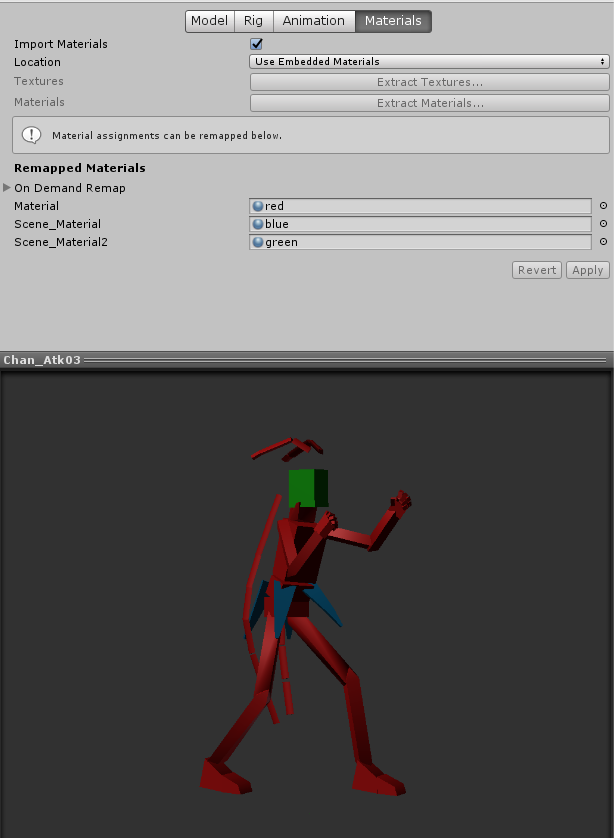 Model Rig Animation Materials
Import Materials
Location Use Embedded Materials
Textures Extract Textures...
Materials Extract Materials...
Material assignments can be remapped below.
Remapped Materials
On Demand Remap
Material red
Scene_Material blue
Scene_Material2 green
Revert Apply
Chan_Atk03